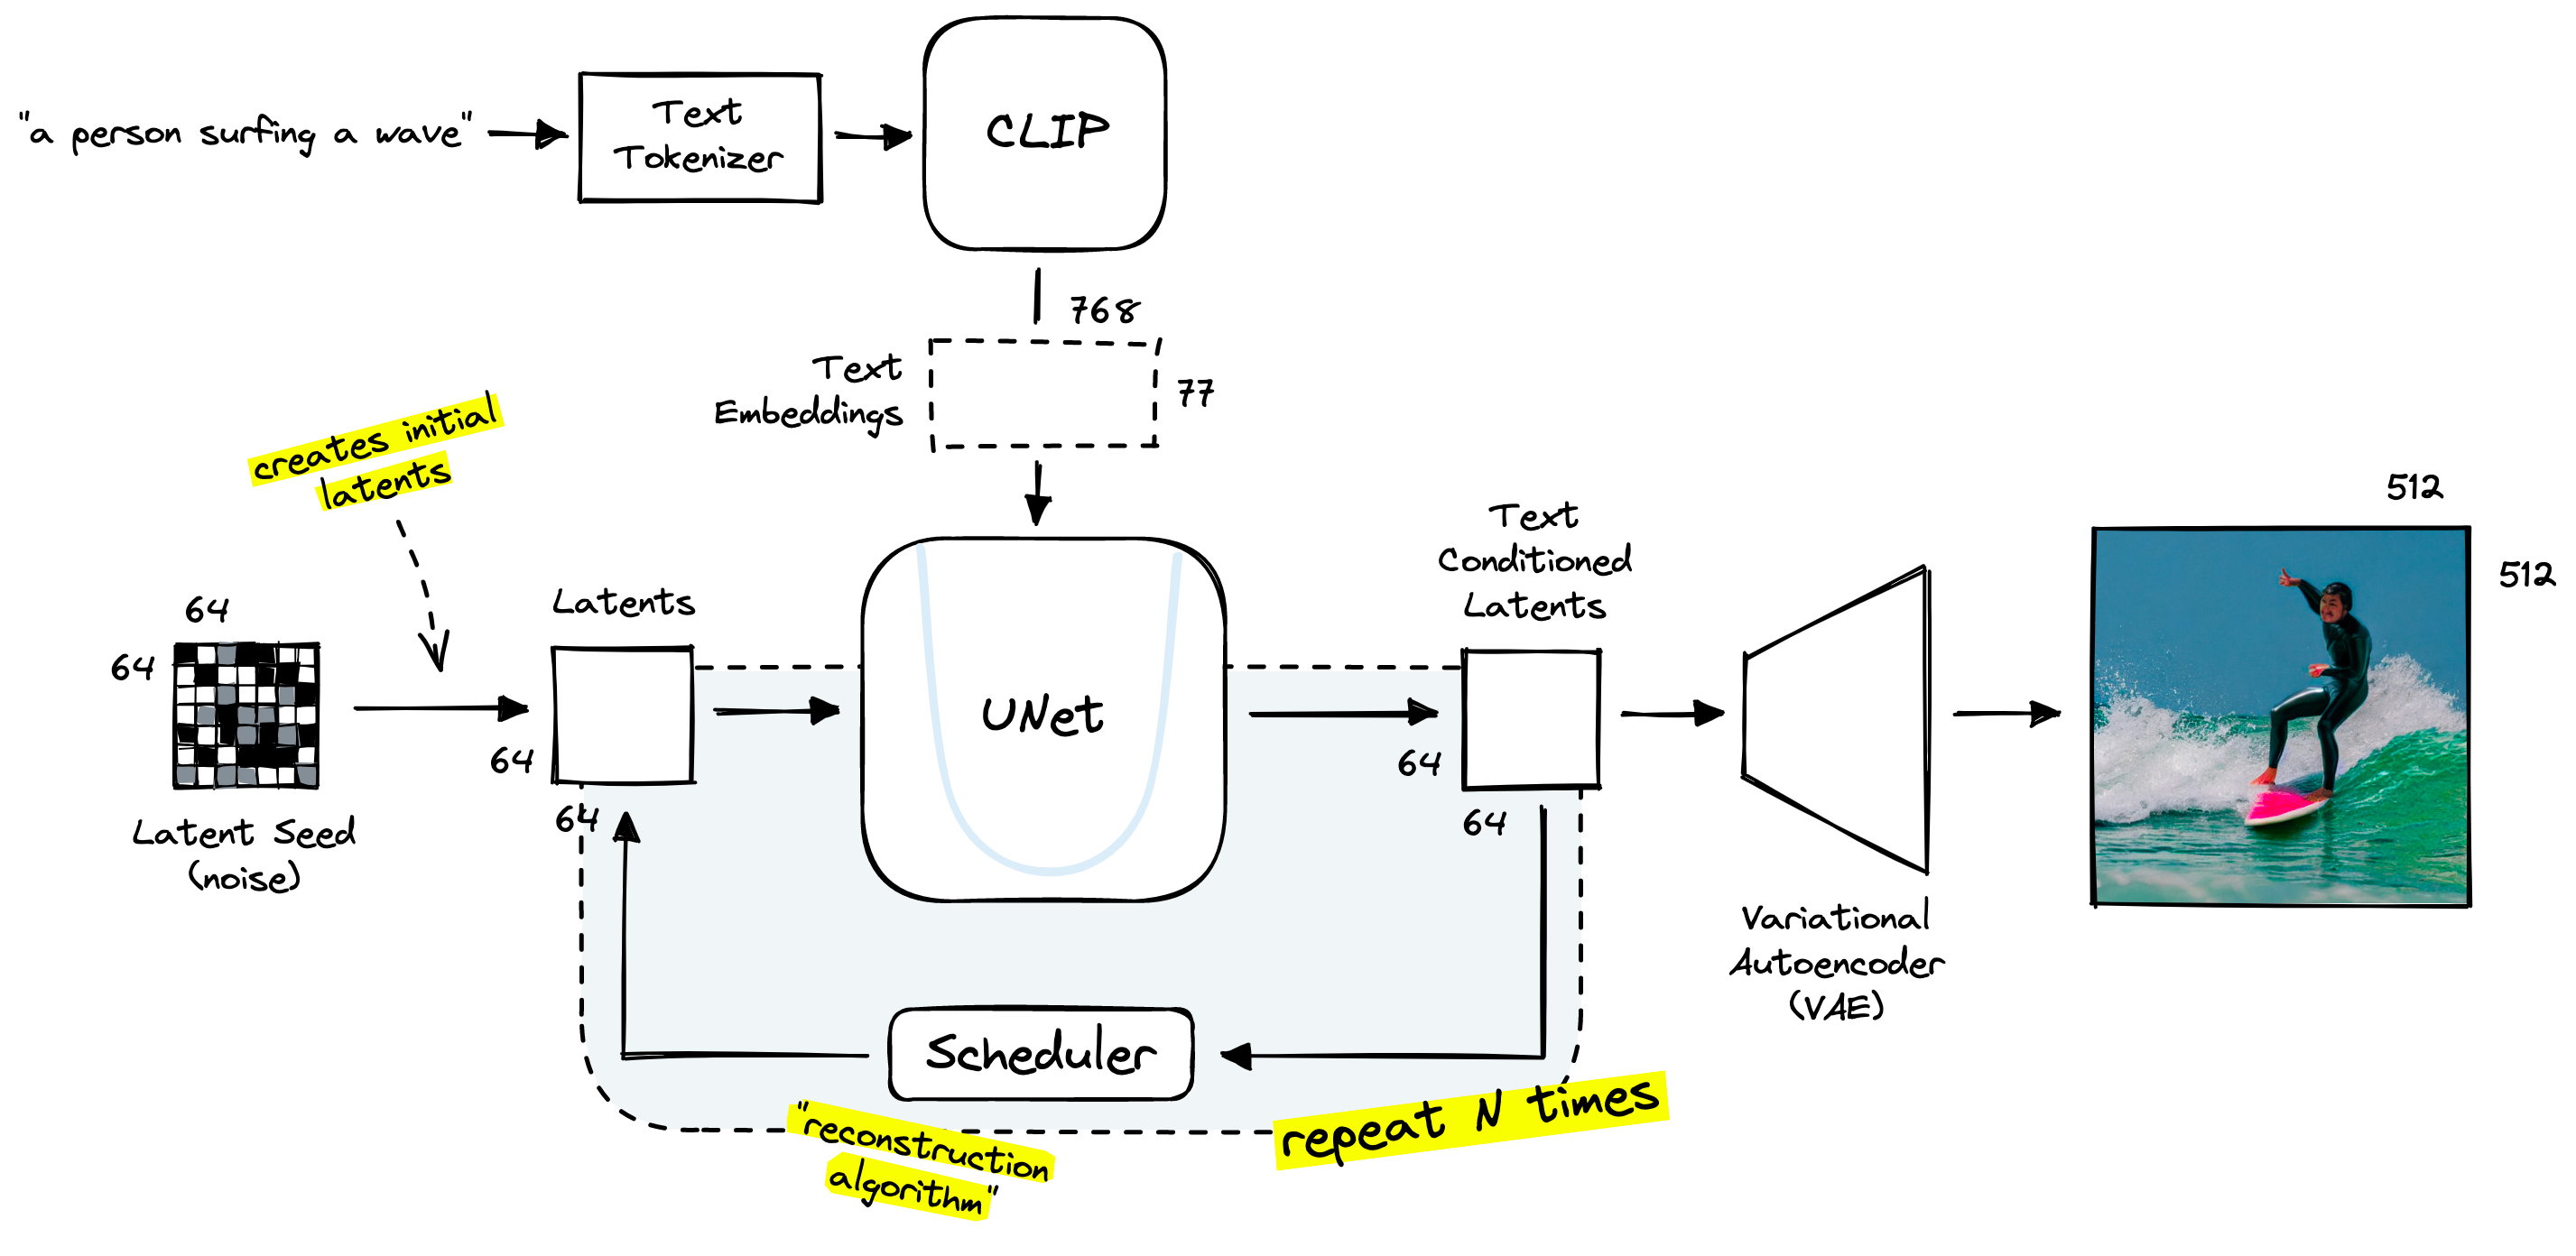 "a person surfing a wave"
Text
Tokenizer
CLIP
768
Text
Embeddings
77
creates initial
latents
64
64
Latent Seed
(noise)
Latents
64
64
UNet
Text
Conditioned
Latents
64
64
Variational
Autoencoder
(VAE)
512
512
Scheduler
"reconstruction
algorithm"
repeat N times